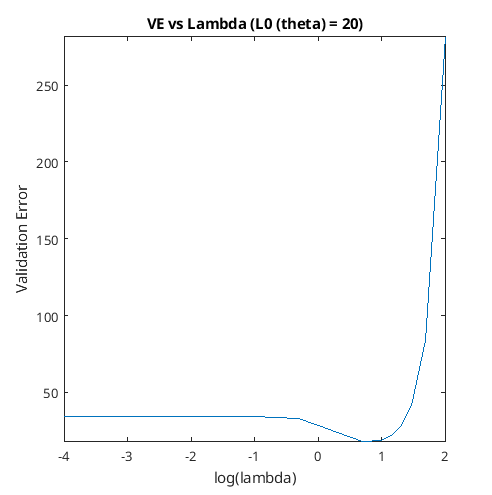 VE vs Lambda (L0 (theta) = 20)
250
200
150
100
50
Validation Error
-4 -3 -2 -1 0 1 2
log(lambda)